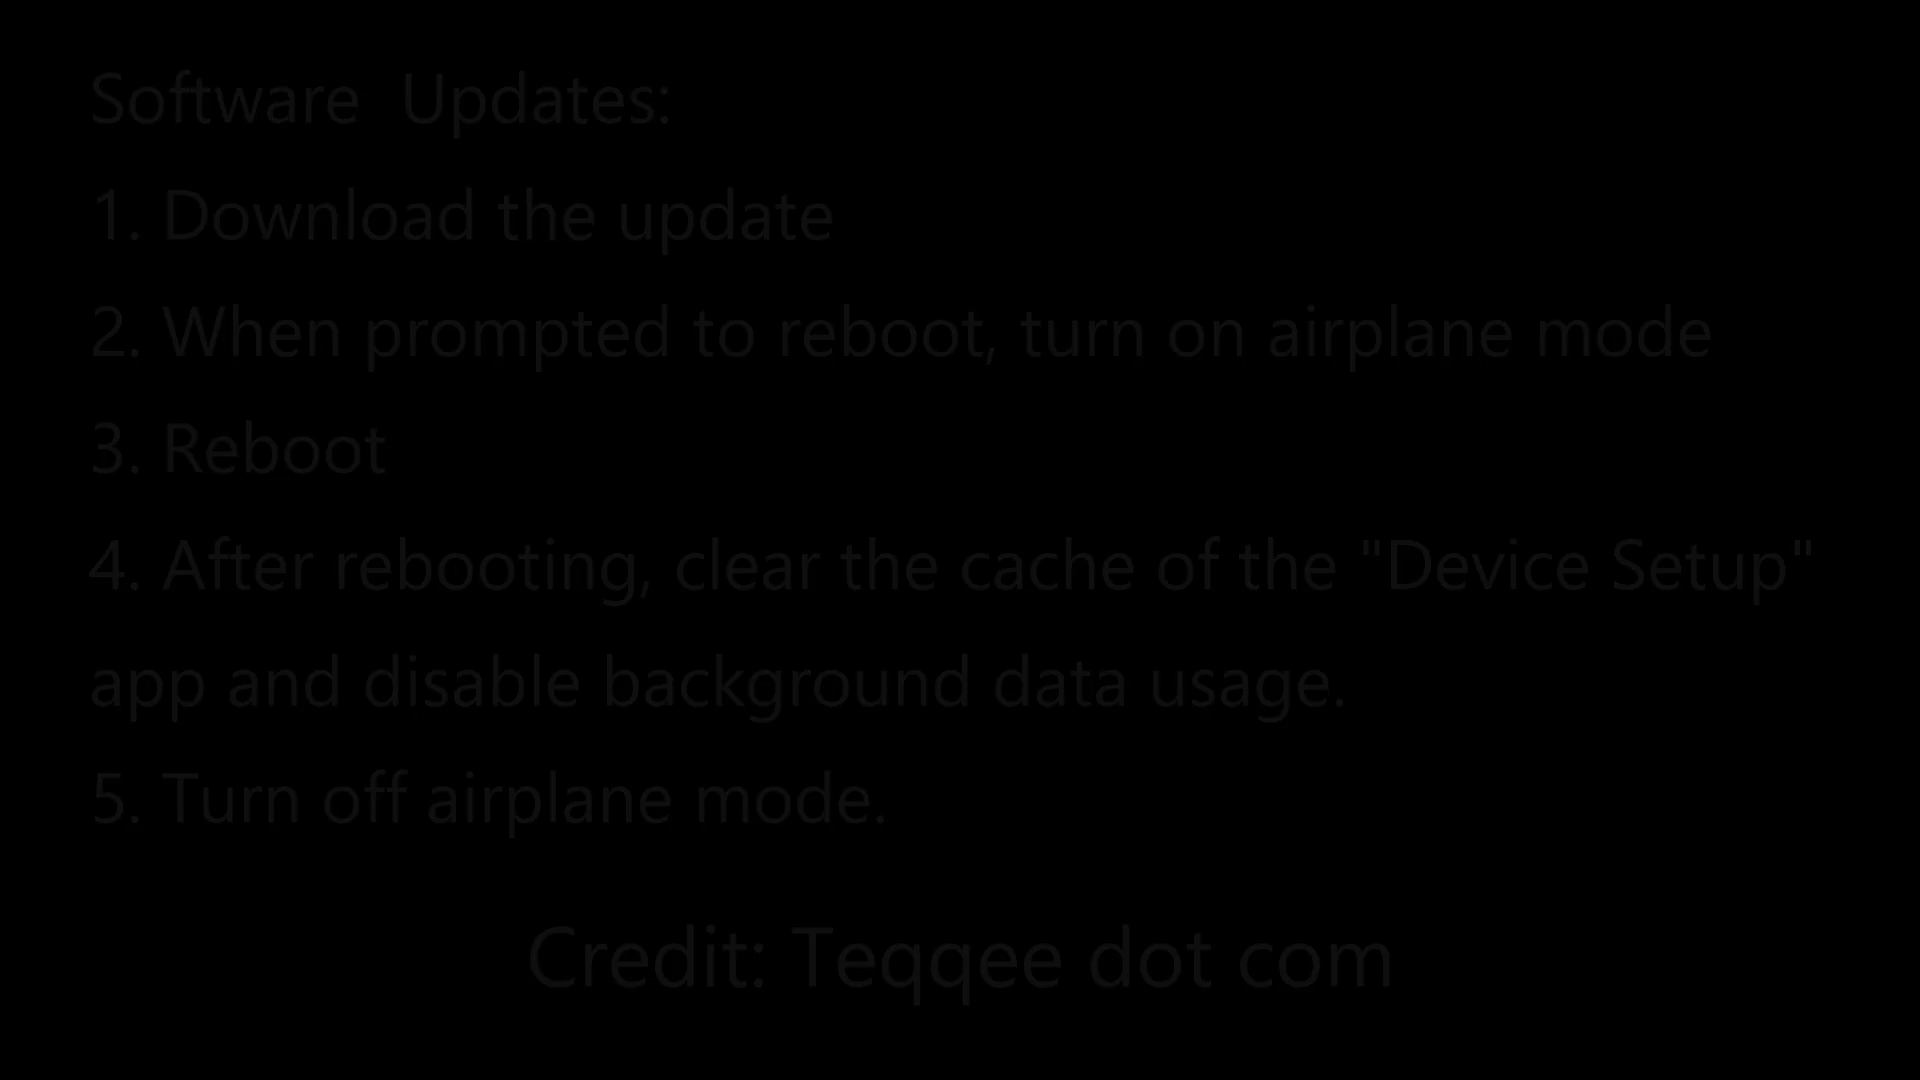 Software  Updates:
1. Download the update
2. When prompted to reboot, turn on airplane mode
3. Reboot
4. After rebooting, clear the cache of the "Device Setup"
app and disable background data usage.
5. Turn off airplane mode.
Credit: Teqqee dot com